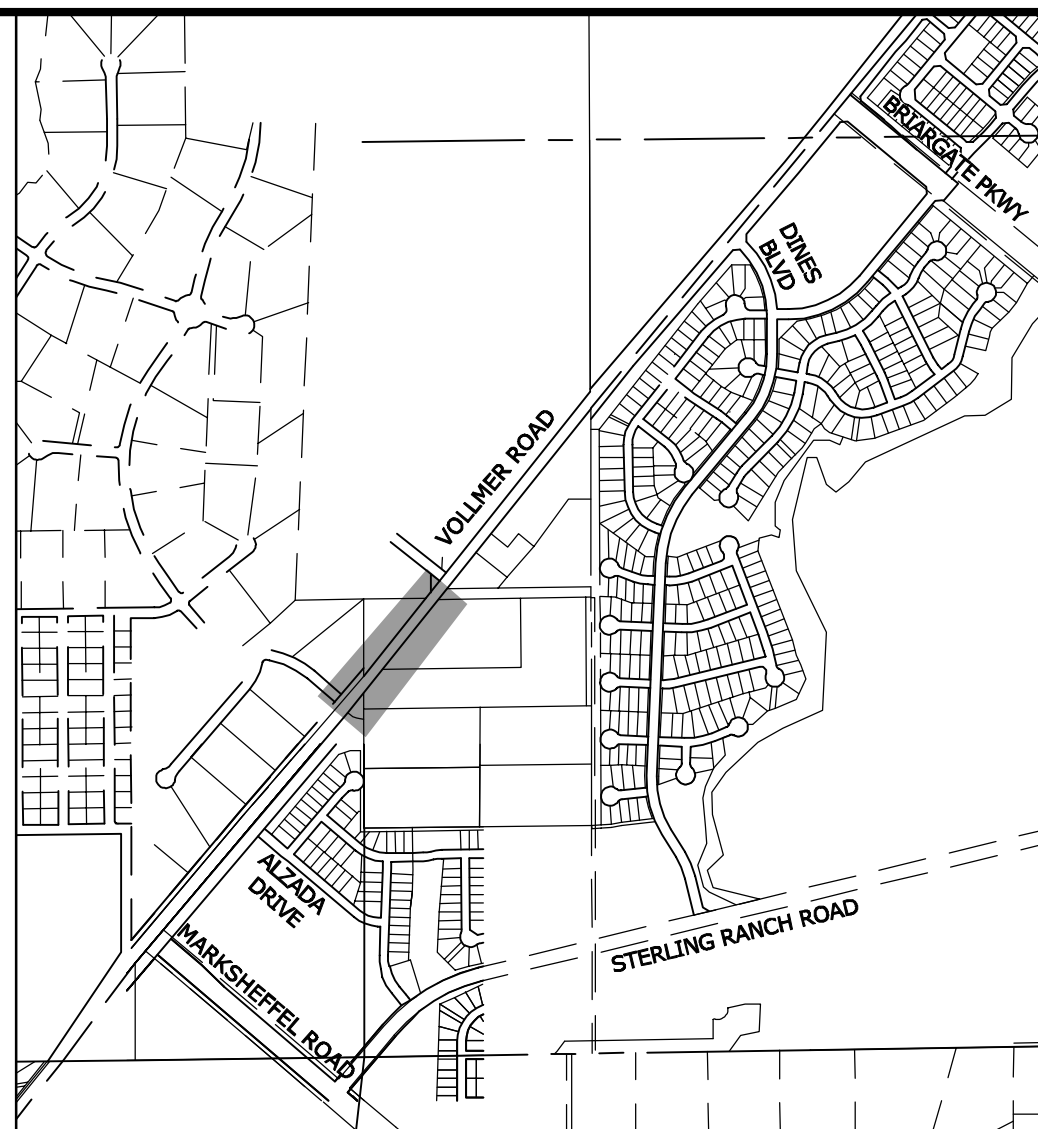 BRIARGATE PKWY
DINES
BLVD
VOLLMER ROAD
ALZADA
DRIVE
MARKSHEFFEL ROAD
STERLING RANCH ROAD